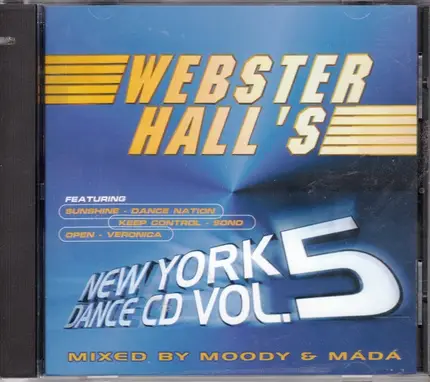 WEBSTER
HALL'S
FEATURING
SUNSHINE - DANCE NATION
KEEP CONTROL - SONO
OPEN - VERONICA
NEW YORK
DANCE CD VOL.5
MIXED BY MOODY & MÁDÁ